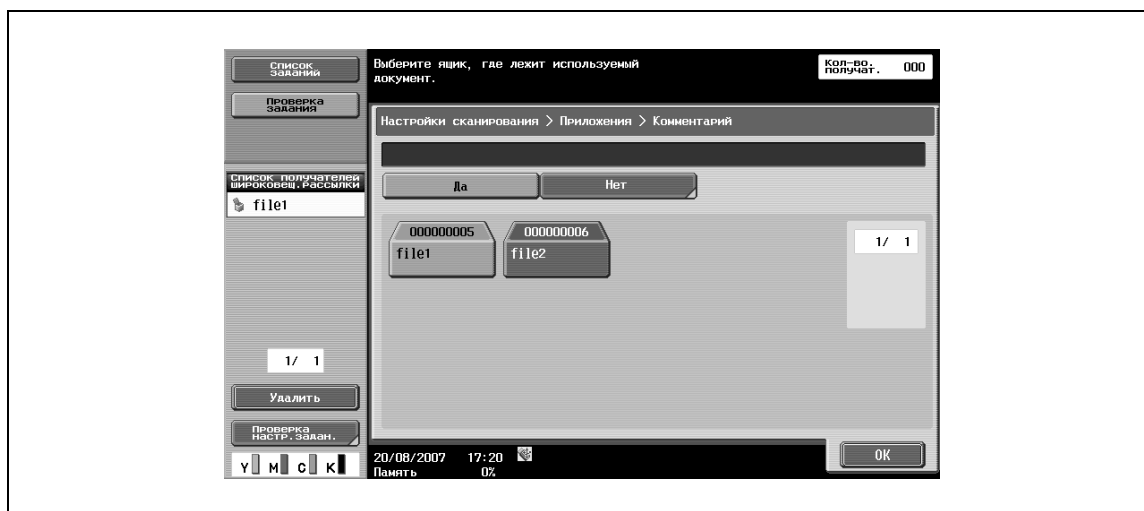 Список
заданий
Проверка
задания
Список получателей
широковещ.рассылки
file1
1/ 1
Удалить
Проверка
настр.задан.
Y M C K
Выберите ящик, где лежит используемый
документ.
Кол-во.
получат. 000
Настройки сканирования > Приложения > Комментарий
Да Нет
000000005 000000006
file1 file2
1/ 1
20/08/2007 17:20
Память 0%
OK